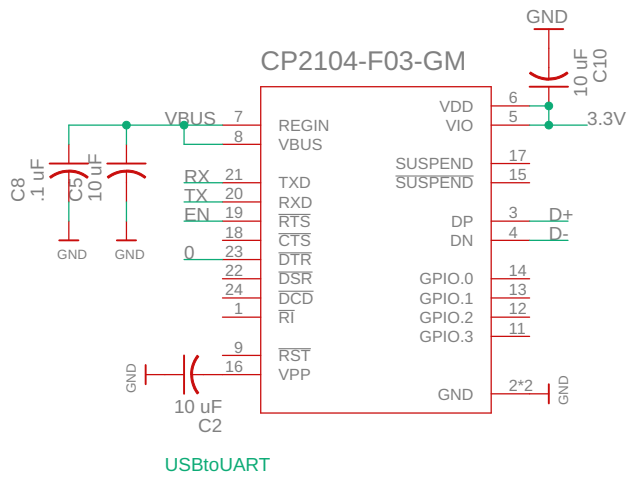 GND
10 uF
C10
CP2104-F03-GM
VBUS
7
REGIN
8
VBUS
VDD
6
VIO
5
3.3V
C8
.1 uF
C5
10 uF
GND
GND
SUSPEND
17
SUSPEND
15
RX
21
TXD
TX
20
RXD
EN
19
RTS
18
CTS
0
23
DTR
22
DSR
24
DCD
1
RI
DP
3
D+
DN
4
D-
GPIO.0
14
GPIO.1
13
GPIO.2
12
GPIO.3
11
9
RST
GND
16
VPP
10 uF
C2
GND
2*2
GND
USBtoUART